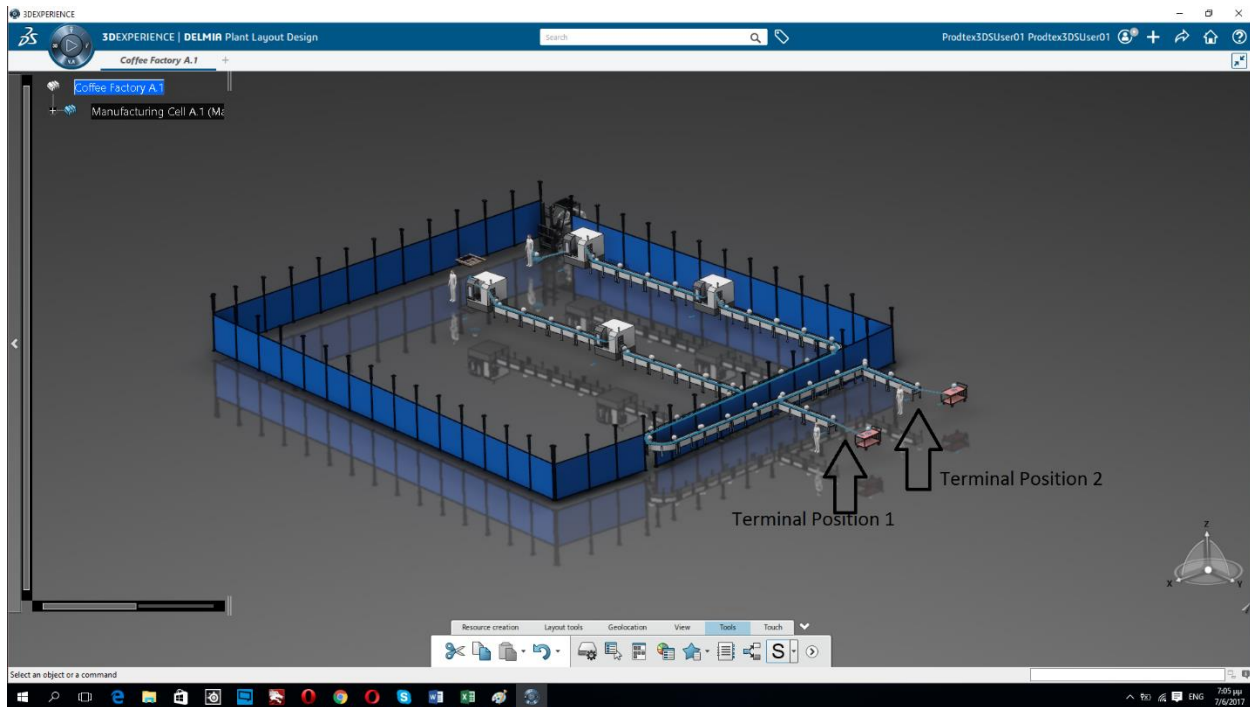 3DEXPERIENCE
3DEXPERIENCE | DELMIA Plant Layout Design
Search
Prodtex3DSUser01 Prodtex3DSUser01
Coffee Factory A.1
Coffee Factory A.1
Manufacturing Cell A.1 (Ma
Terminal Position 2
Terminal Position 1
Z
X
Y
Resource creation Layout tools Geolocation View Tools Touch
S
Select an object or a command
ENG
7:05 μμ
7/6/2017